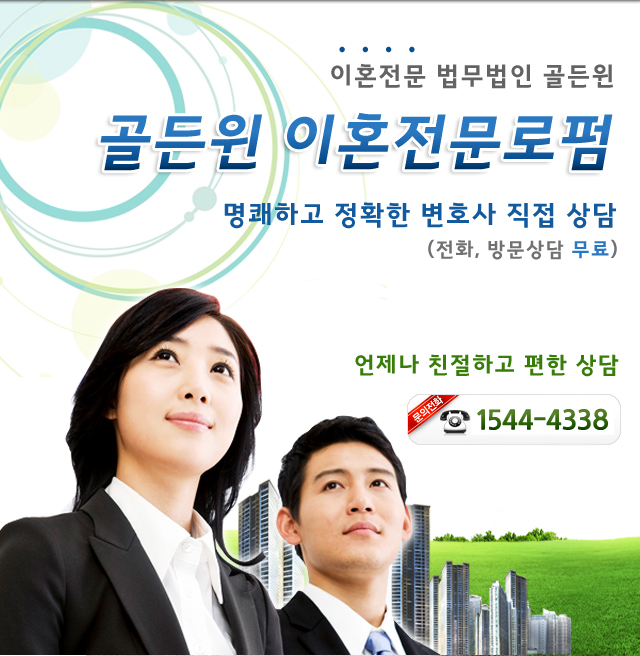 이혼전문 법무법인 골든윈
골든윈 이혼전문로펌
명쾌하고 정확한 변호사 직접 상담
(전화, 방문상담 무료)
언제나 친절하고 편한 상담
문의전화
1544-4338